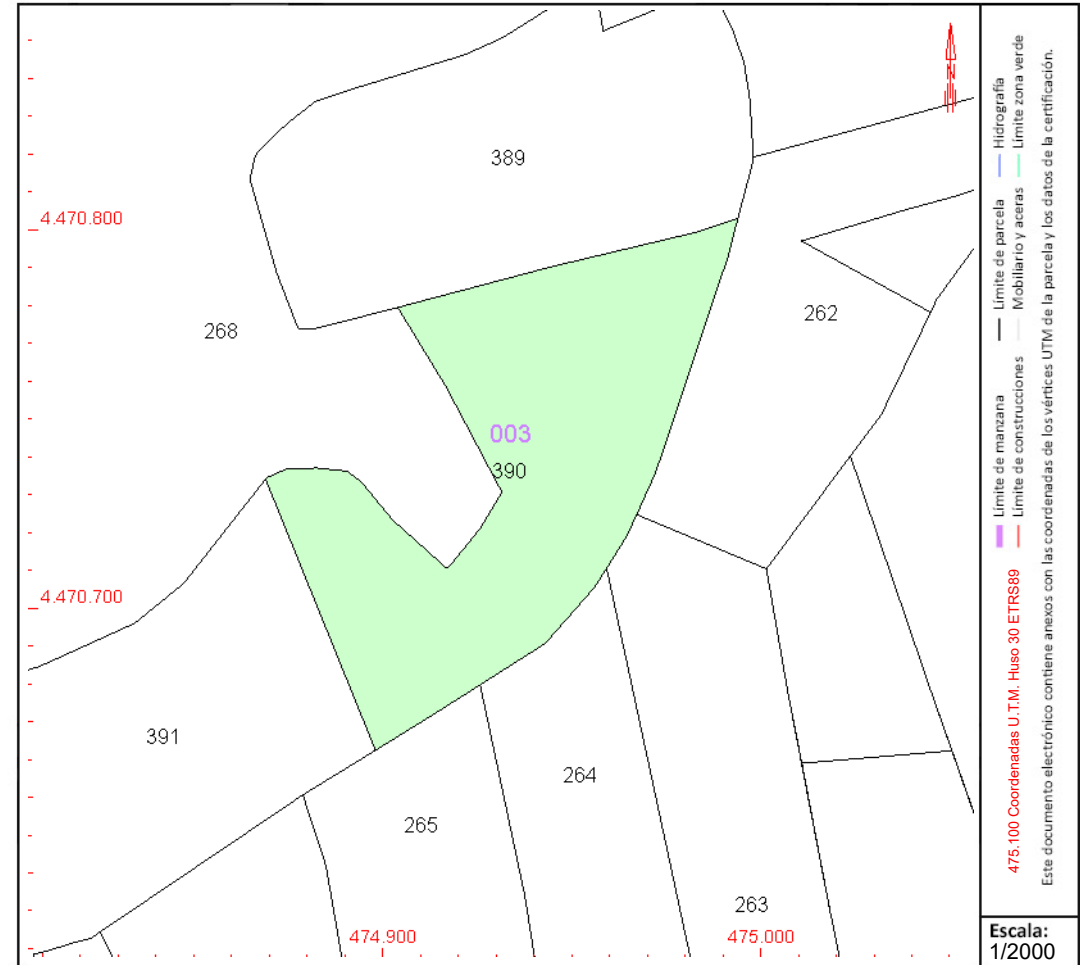 389
4.470.800
268
262
003
390
4.470.700
391
264
265
263
474.900
475.000
N
Hidrografía
Límite zona verde
Límite de parcela
Mobiliario y aceras
Límite de manzana
Límite de construcciones
475.100 Coordenadas U.T.M. Huso 30 ETRS89
Este documento electrónico contiene anexos con las coordenadas de los vértices UTM de la parcela y los datos de la certificación.
Escala:
1/2000